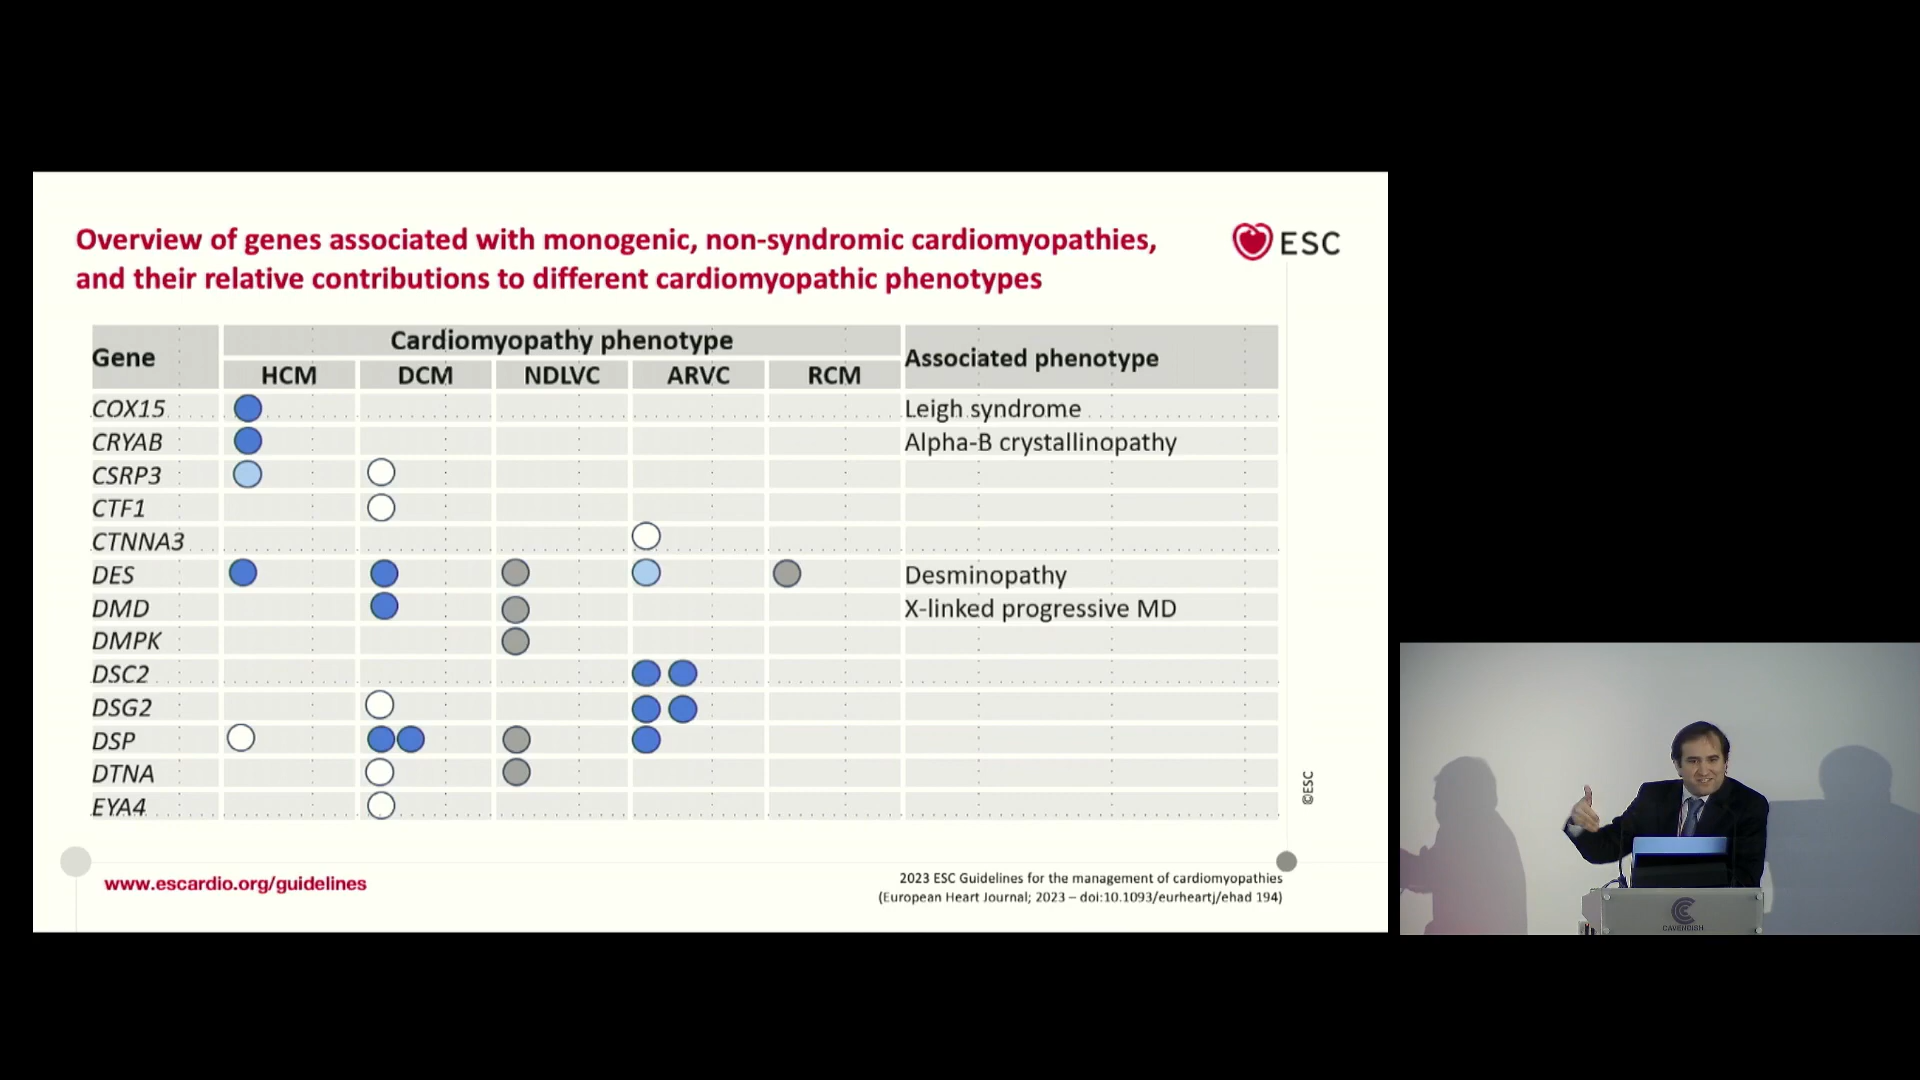 Overview of genes associated with monogenic, non-syndromic cardiomyopathies,
and their relative contributions to different cardiomyopathic phenotypes
ESC
Gene
Cardiomyopathy phenotype
Associated phenotype
HCM DCM NDLVC ARVC RCM
COX15 Leigh syndrome
CRYAB Alpha-B crystallinopathy
CSRP3
CTF1
CTNNA3
DES Desminopathy
DMD X-linked progressive MD
DMPK
DSC2
DSG2
DSP
DTNA
EYA4
©ESC
www.escardio.org/guidelines
2023 ESC Guidelines for the management of cardiomyopathies
(European Heart Journal; 2023 – doi:10.1093/eurheartj/ehad 194)
CAVENDISH